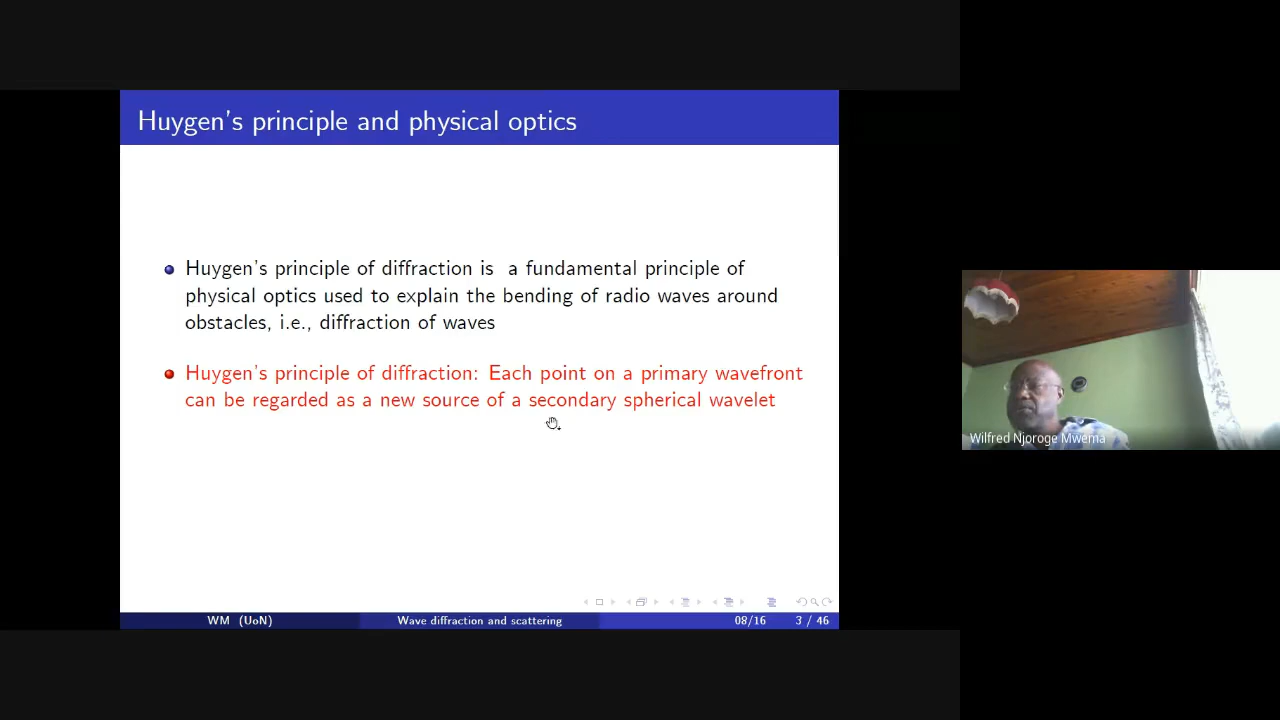 Huygen's principle and physical optics
Huygen's principle of diffraction is a fundamental principle of
physical optics used to explain the bending of radio waves around
obstacles, i.e., diffraction of waves
Huygen's principle of diffraction: Each point on a primary wavefront
can be regarded as a new source of a secondary spherical wavelet
WM (UoN)
Wave diffraction and scattering
08/16
3 / 46
Wilfred Njoroge Mwema